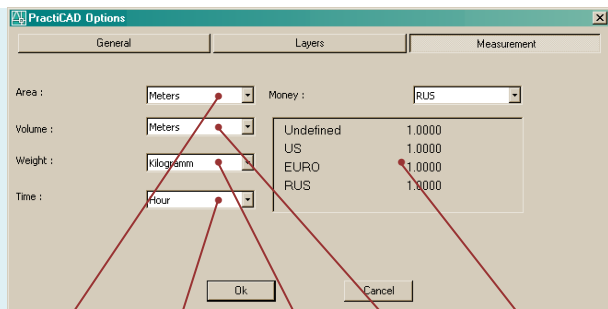 PractiCAD Options
General Layers Measurement
Area : Meters Money : RUS
Volume : Meters
Weight : Kilogramm
Time : Hour
Undefined 1.0000
US 1.0000
EURO 1.0000
RUS 1.0000
Ok Cancel